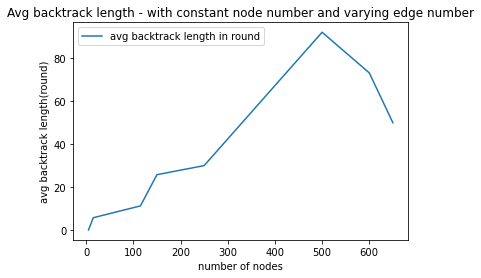 Avg backtrack length - with constant node number and varying edge number
avg backtrack length in round
avg backtrack length(round)
80
60
40
20
0
0 100 200 300 400 500 600
number of nodes